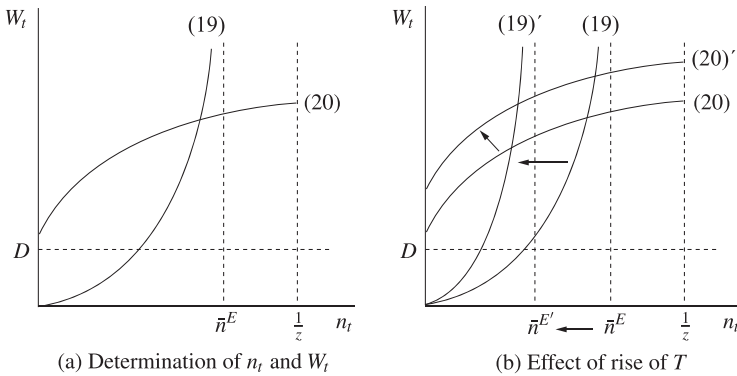 W_t
(19)
(20)
D
n̄^E
1/z
n_t
(a) Determination of n_t and W_t
W_t
(19)´
(19)
(20)´
(20)
D
n̄^E′
n̄^E
1/z
n_t
(b) Effect of rise of T